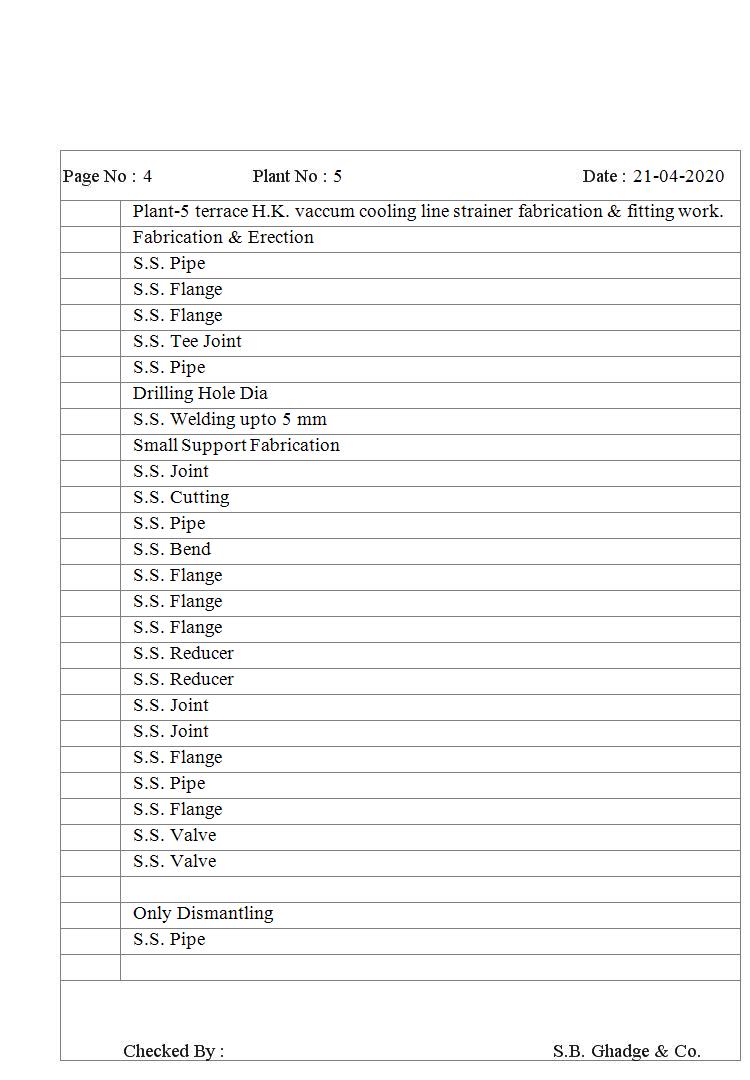 Page No : 4 Plant No : 5 Date : 21-04-2020
Plant-5 terrace H.K. vaccum cooling line strainer fabrication & fitting work.
Fabrication & Erection
S.S. Pipe
S.S. Flange
S.S. Flange
S.S. Tee Joint
S.S. Pipe
Drilling Hole Dia
S.S. Welding upto 5 mm
Small Support Fabrication
S.S. Joint
S.S. Cutting
S.S. Pipe
S.S. Bend
S.S. Flange
S.S. Flange
S.S. Flange
S.S. Reducer
S.S. Reducer
S.S. Joint
S.S. Joint
S.S. Flange
S.S. Pipe
S.S. Flange
S.S. Valve
S.S. Valve
Only Dismantling
S.S. Pipe
Checked By : S.B. Ghadge & Co.